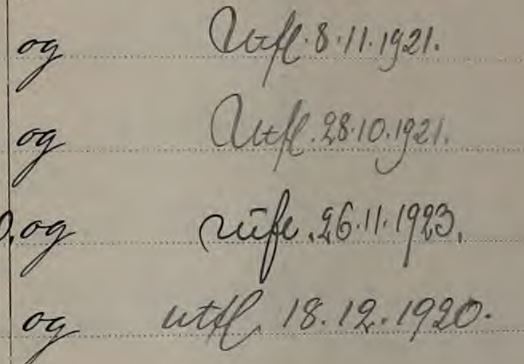 og Utfl. 8.11.1921.
og Utfl. 28.10.1921.
0, og 26.11.1923.
og utfl 18.12.1920.